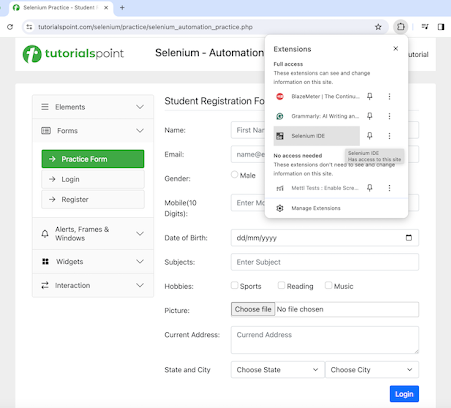 Selenium Practice - Student
tutorialspoint.com/selenium/practice/selenium_automation_practice.php
tutorialspoint
Selenium - Automation
utorial
Extensions
Full access
These extensions can see and change
information on this site.
BlazeMeter | The Continu...
Grammarly: AI Writing an...
Selenium IDE
Selenium IDE
Has access to this site
No access needed
These extensions don't need to see and change
information on this site.
Mettl Tests : Enable Scre...
Manage Extensions
Elements
Forms
Practice Form
Login
Register
Alerts, Frames &
Windows
Widgets
Interaction
Student Registration Fo
Name:
First Nam
Email:
name@e
Gender:
Male
Mobile(10
Digits):
Enter Mo
Date of Birth:
dd/mm/yyyy
Subjects:
Enter Subject
Hobbies:
Sports
Reading
Music
Picture:
Choose file
No file chosen
Current Address:
Currend Address
State and City
Choose State
Choose City
Login